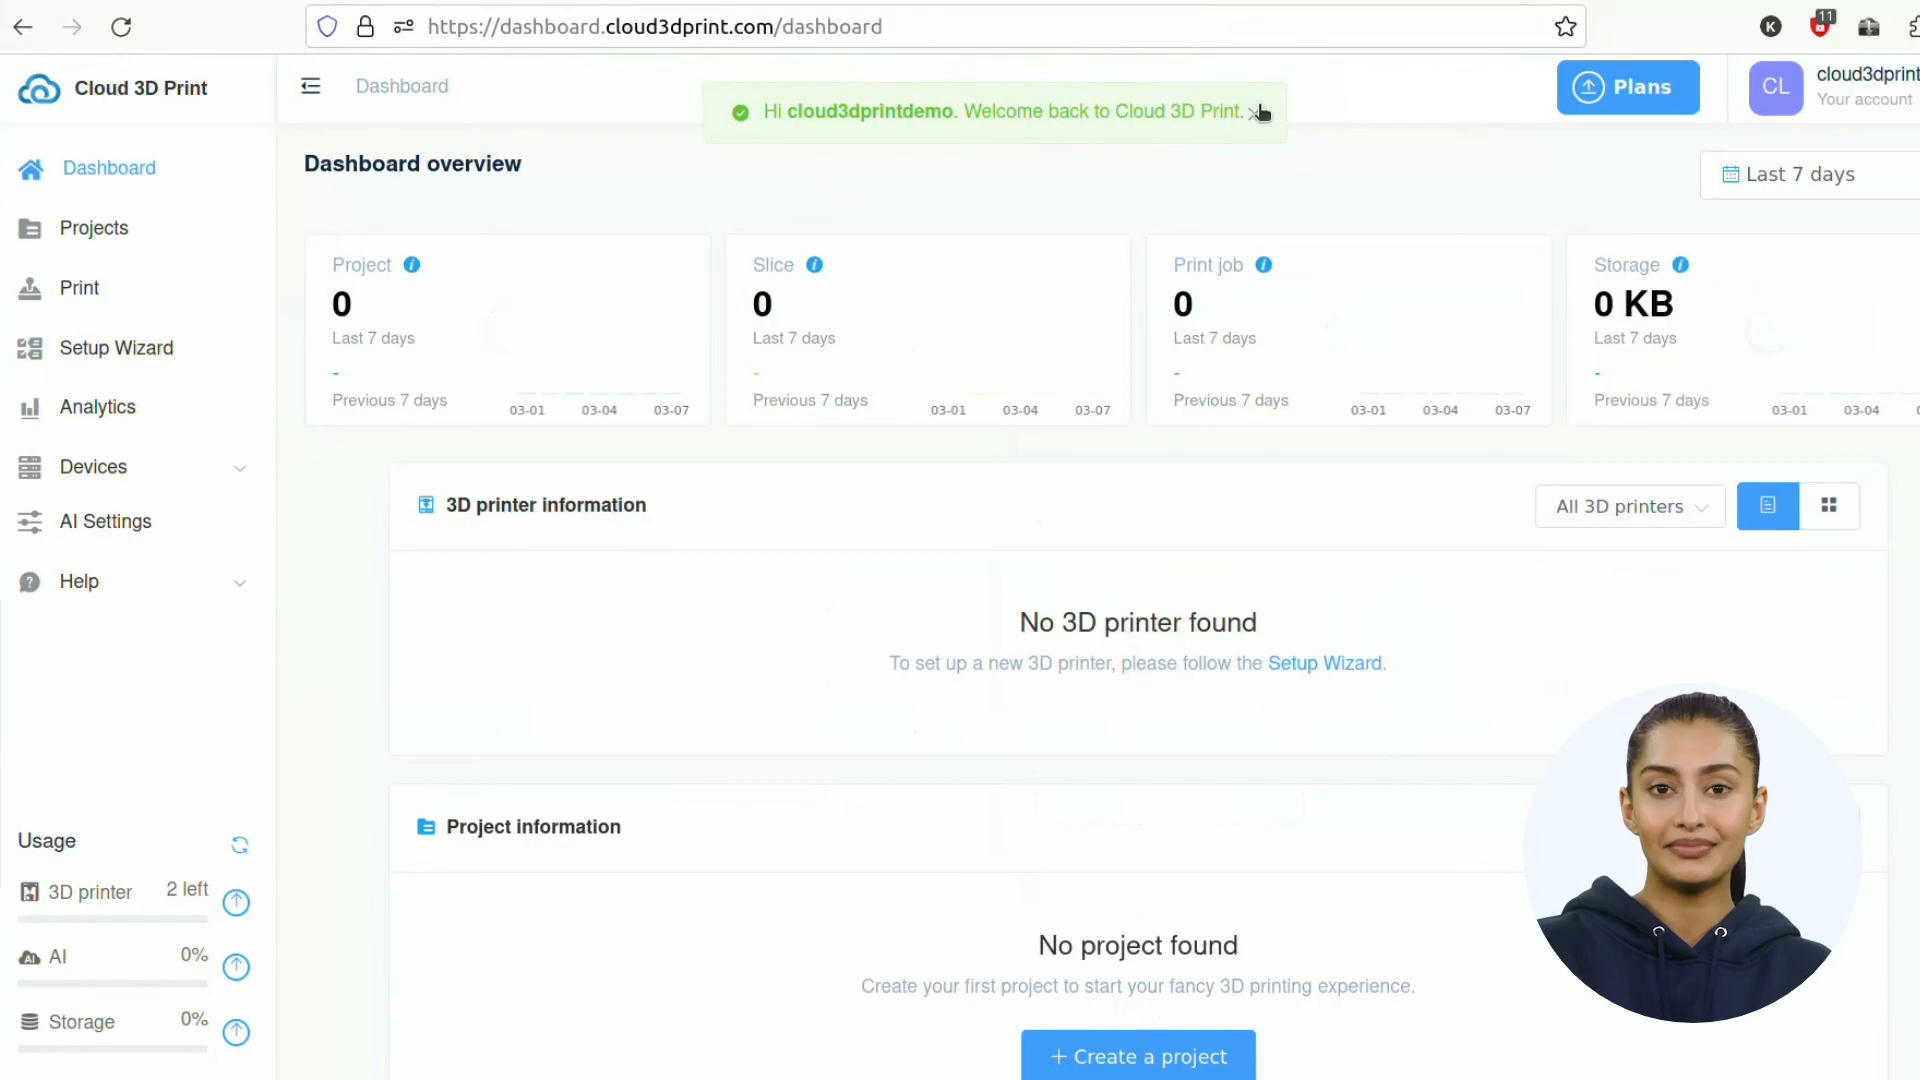 https://dashboard.cloud3dprint.com/dashboard
K
11
Cloud 3D Print
Dashboard
Hi cloud3dprintdemo. Welcome back to Cloud 3D Print.
Plans
CL
cloud3dprint
Your account
Dashboard
Projects
Print
Setup Wizard
Analytics
Devices
AI Settings
Help
Dashboard overview
Last 7 days
Project
0
Last 7 days
-
Previous 7 days
03-01 03-04 03-07
Slice
0
Last 7 days
-
Previous 7 days
03-01 03-04 03-07
Print job
0
Last 7 days
-
Previous 7 days
03-01 03-04 03-07
Storage
0 KB
Last 7 days
-
Previous 7 days
03-01 03-04
3D printer information
All 3D printers
No 3D printer found
To set up a new 3D printer, please follow the Setup Wizard.
Project information
No project found
Create your first project to start your fancy 3D printing experience.
+ Create a project
Usage
3D printer 2 left
AI 0%
Storage 0%